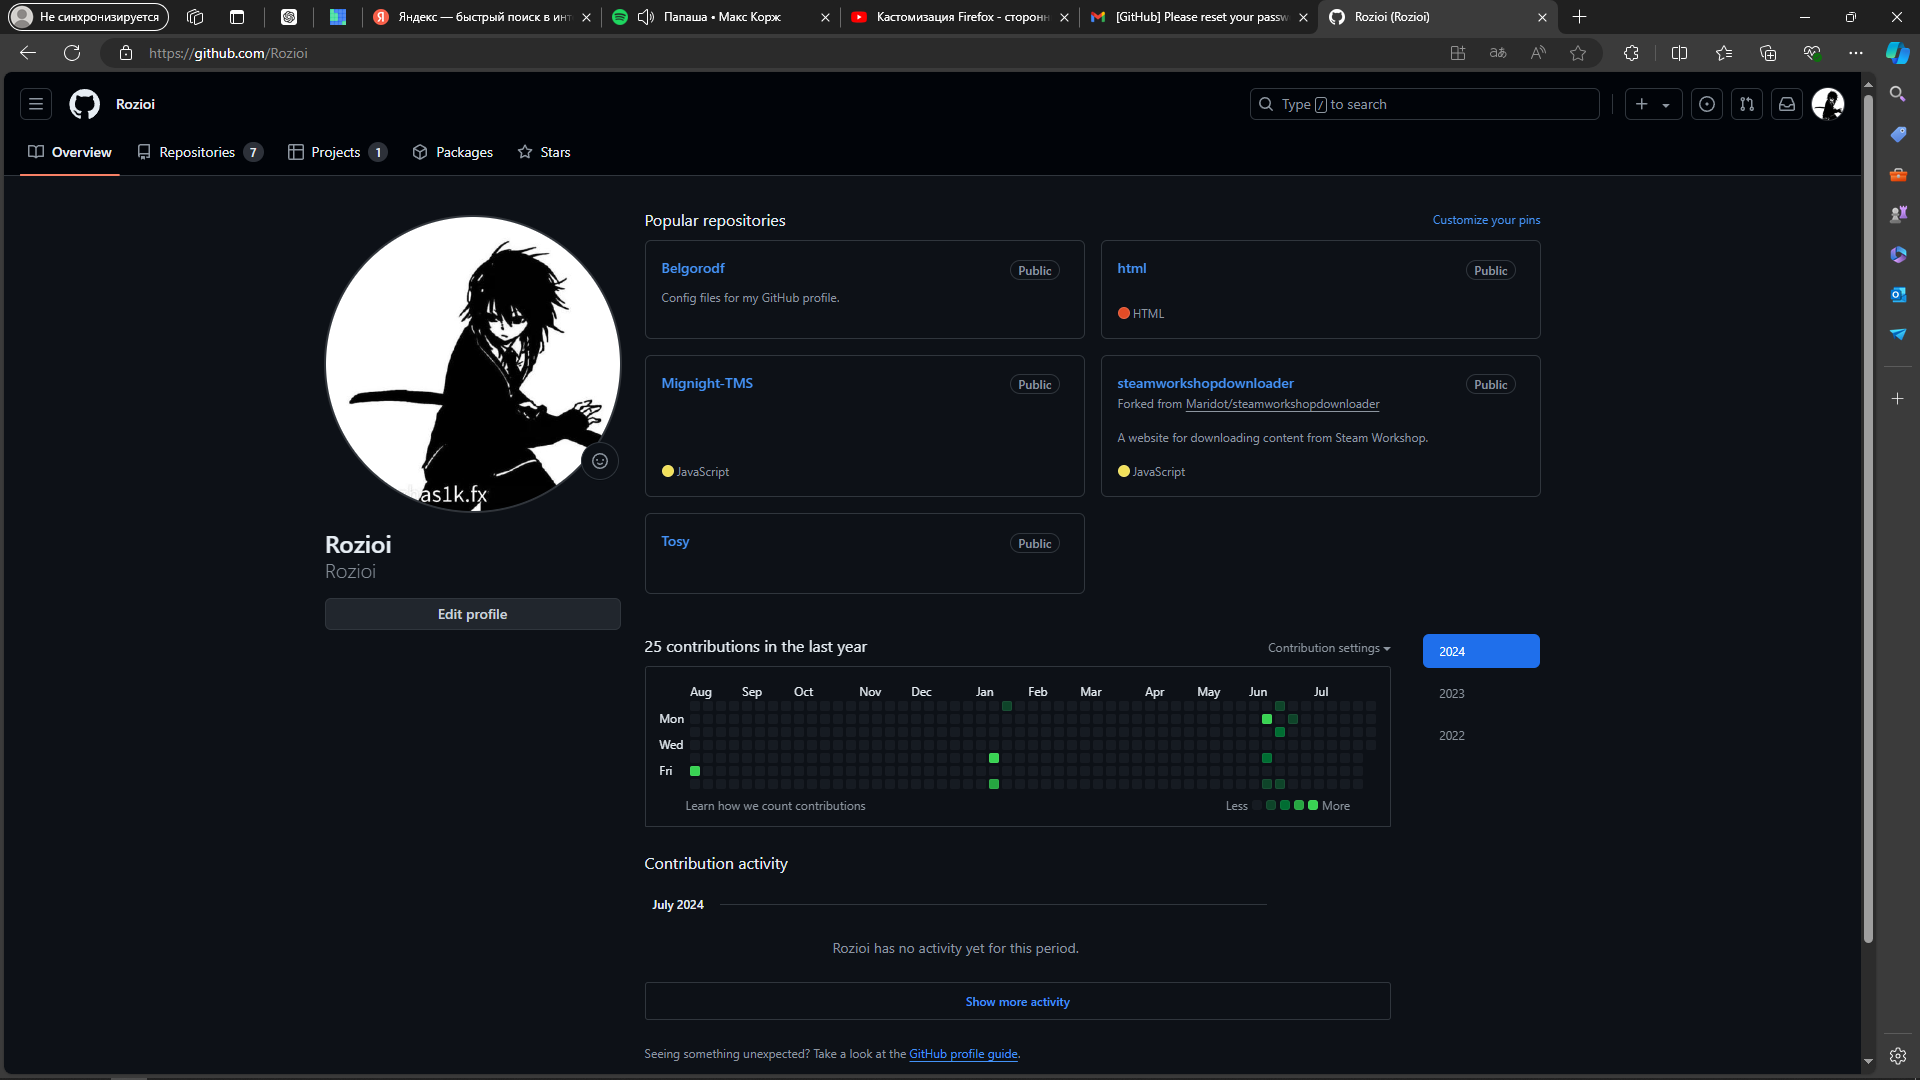 Не синхронизируется
Яндекс — быстрый поиск в инт
Папаша • Макс Корж
Кастомизация Firefox - сторонн
[GitHub] Please reset your passw
Rozioi (Rozioi)
https://github.com/Rozioi
Rozioi
Type / to search
Overview
Repositories 7
Projects 1
Packages
Stars
Popular repositories
Customize your pins
Belgorodf
Public
Config files for my GitHub profile.
html
Public
HTML
Mignight-TMS
Public
JavaScript
steamworkshopdownloader
Public
Forked from Maridot/steamworkshopdownloader
A website for downloading content from Steam Workshop.
JavaScript
Tosy
Public
as1k.fx
Rozioi
Rozioi
Edit profile
25 contributions in the last year
Contribution settings
2024
2023
2022
Aug Sep Oct Nov Dec Jan Feb Mar Apr May Jun Jul
Mon
Wed
Fri
Learn how we count contributions
Less More
Contribution activity
July 2024
Rozioi has no activity yet for this period.
Show more activity
Seeing something unexpected? Take a look at the GitHub profile guide.